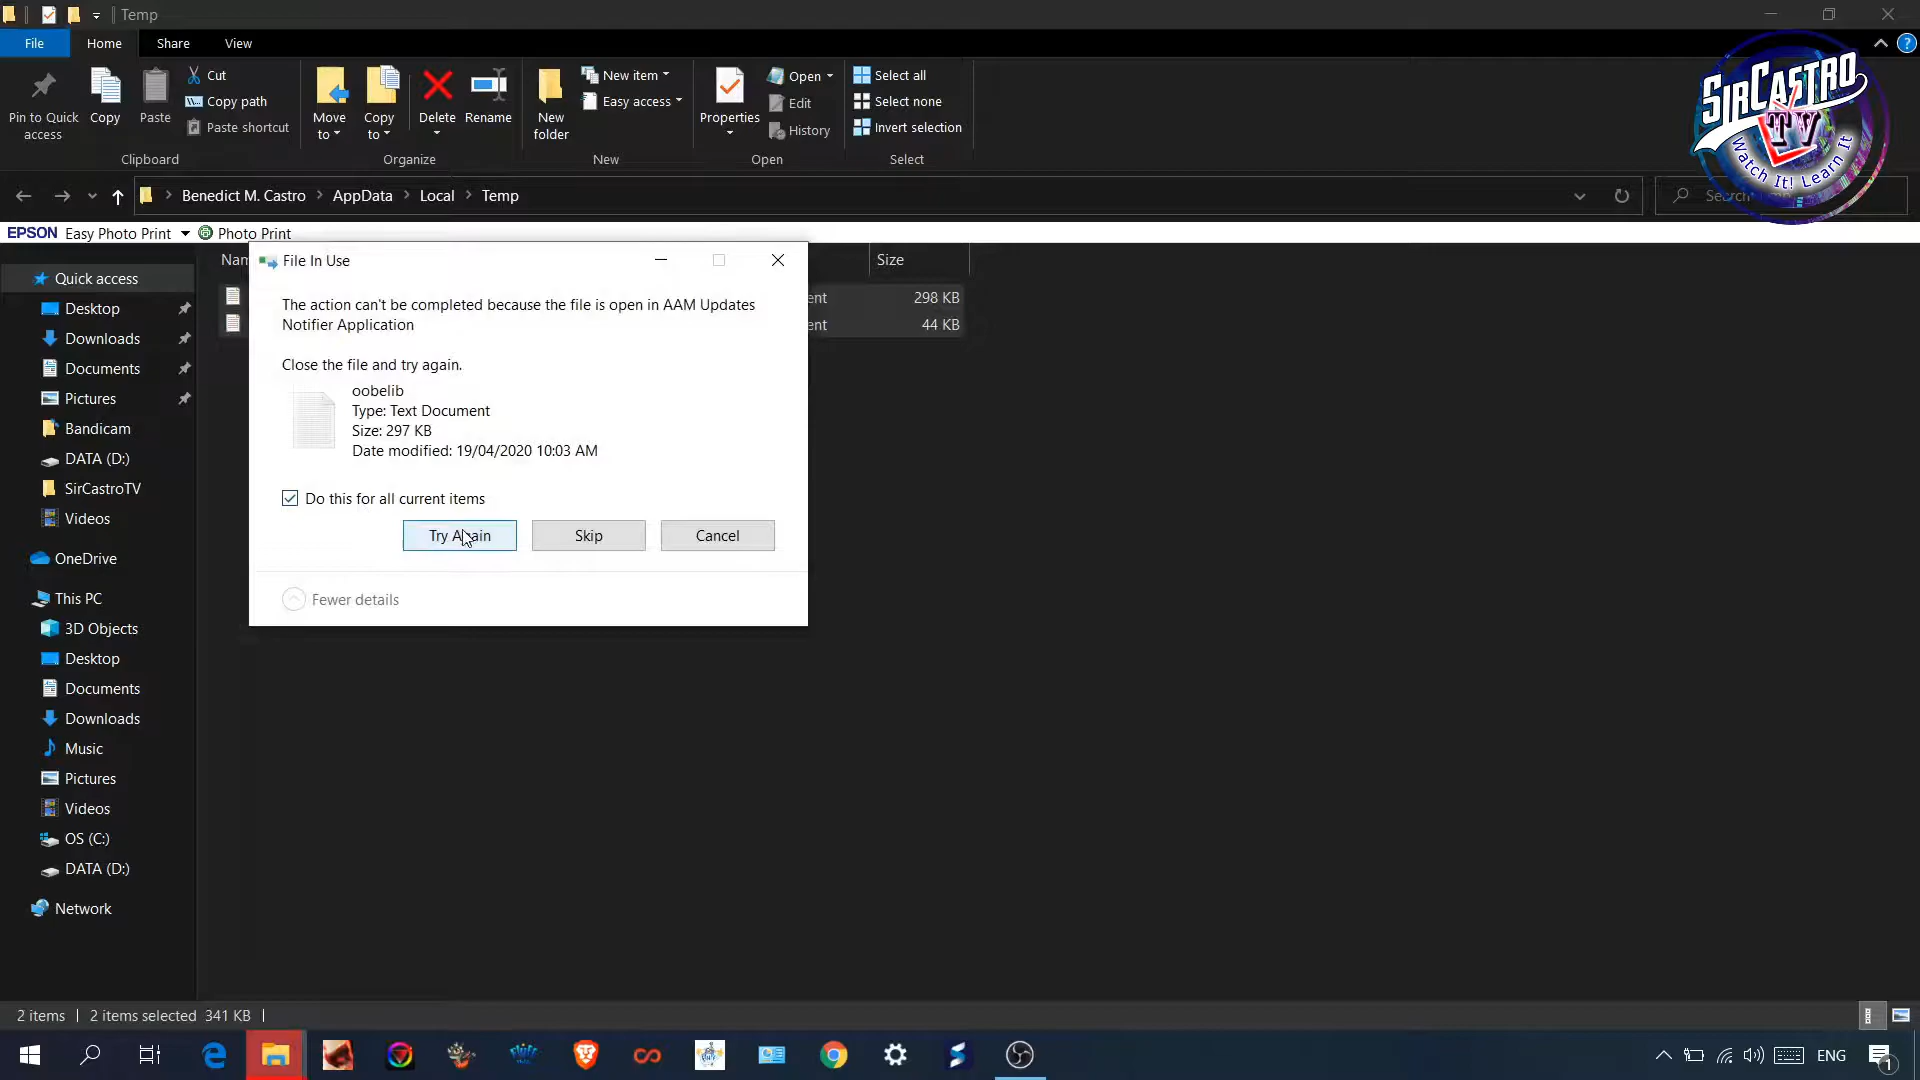 Temp
File
Home
Share
View
Pin to Quick access
Copy
Paste
Cut
Copy path
Paste shortcut
Clipboard
Move to
Copy to
Delete
Rename
Organize
New folder
New item
Easy access
New
Properties
Open
Edit
History
Open
Select all
Select none
Invert selection
Select
SIRCASTRO
TV
Watch It! Learn It
Benedict M. Castro
AppData
Local
Temp
EPSON Easy Photo Print
Photo Print
Size
298 KB
44 KB
File In Use
The action can't be completed because the file is open in AAM Updates
Notifier Application
Close the file and try again.
oobelib
Type: Text Document
Size: 297 KB
Date modified: 19/04/2020 10:03 AM
Do this for all current items
Try Again
Skip
Cancel
Fewer details
Quick access
Desktop
Downloads
Documents
Pictures
Bandicam
DATA (D:)
SirCastroTV
Videos
OneDrive
This PC
3D Objects
Desktop
Documents
Downloads
Music
Pictures
Videos
OS (C:)
DATA (D:)
Network
2 items
2 items selected 341 KB
ENG
1